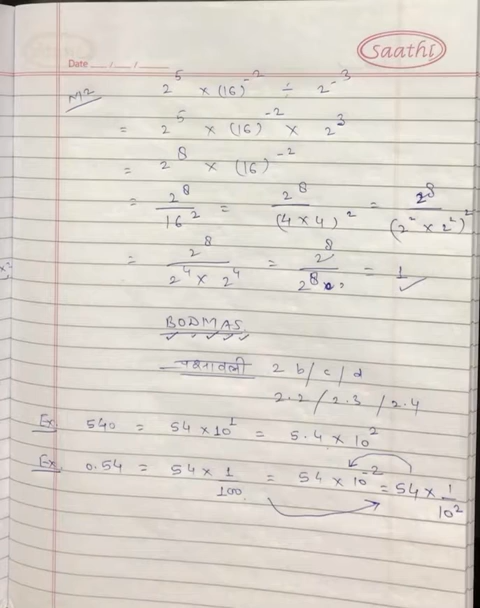 Saathi
Date ___/___/___
M2 2^5 × (16)^-2 ÷ 2^-3
= 2^5 × (16)^-2 × 2^3
= 2^8 × (16)^-2
= 2^8/16^2 = 2^8/(4×4)^2 = 2^8/(2^2 × 2^2)^2
= 2^8/(2^4 × 2^4) = 2^8/2^8 = 1
BODMAS
प्रश्नावली 2 b/c/d
2.2/2.3/2.4
Ex. 540 = 54×10^1 = 5.4×10^2
Ex. 0.54 = 54×1/100 = 54×10^-2 = 54×1/10^2